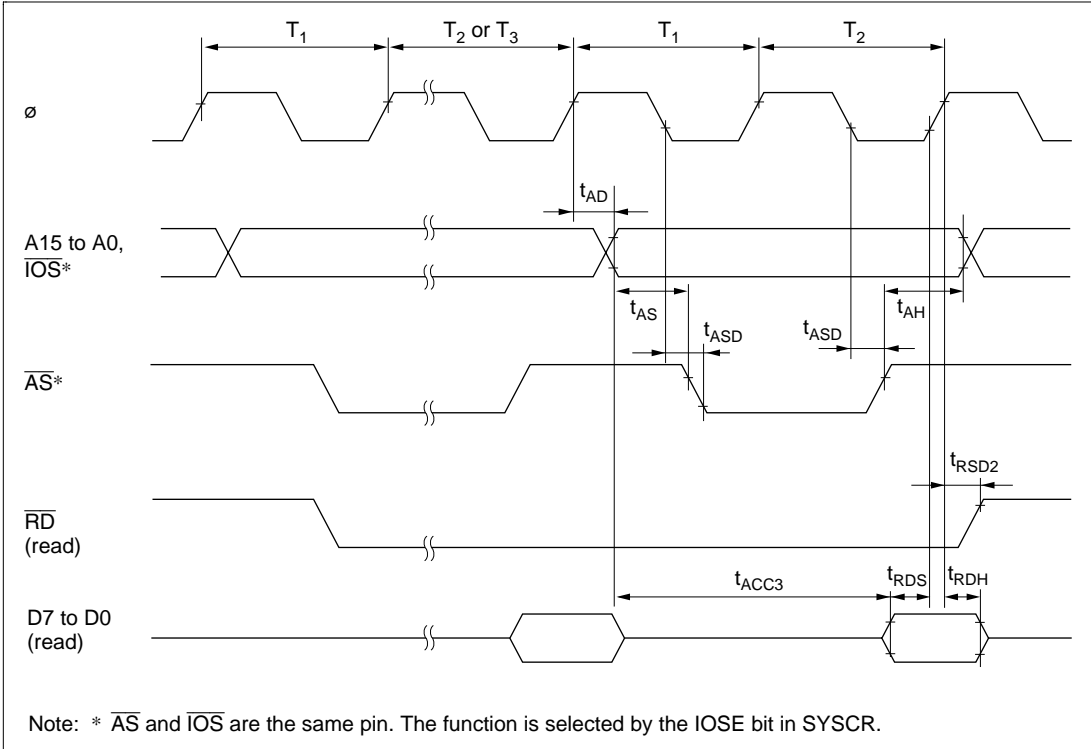 T1 T2 or T3 T1 T2
ø
tAD
A15 to A0,
IOS*
tAS tASD tASD tAH
AS*
tRSD2
RD
(read)
tACC3 tRDS tRDH
D7 to D0
(read)
Note: * AS and IOS are the same pin. The function is selected by the IOSE bit in SYSCR.